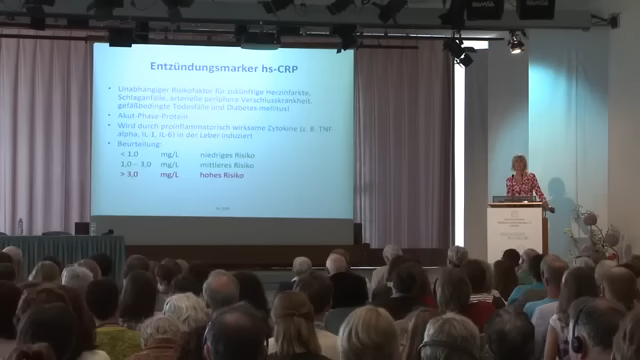 Entzündungsmarker hs-CRP
• Unabhängiger Risikofaktor für zukünftige Herzinfarkte,
Schlaganfälle, arterielle periphere Verschlusskrankheit,
gefäßbedingte Todesfälle und Diabetes mellitus!
• Akut-Phase-Protein
• Wird durch proinflammatorisch wirksame Zytokine (z. B. TNF-
alpha, IL-1, IL-6) in der Leber induziert
• Beurteilung:
< 1,0 mg/L niedriges Risiko
1,0 – 3,0 mg/L mittleres Risiko
> 3,0 mg/L hohes Risiko